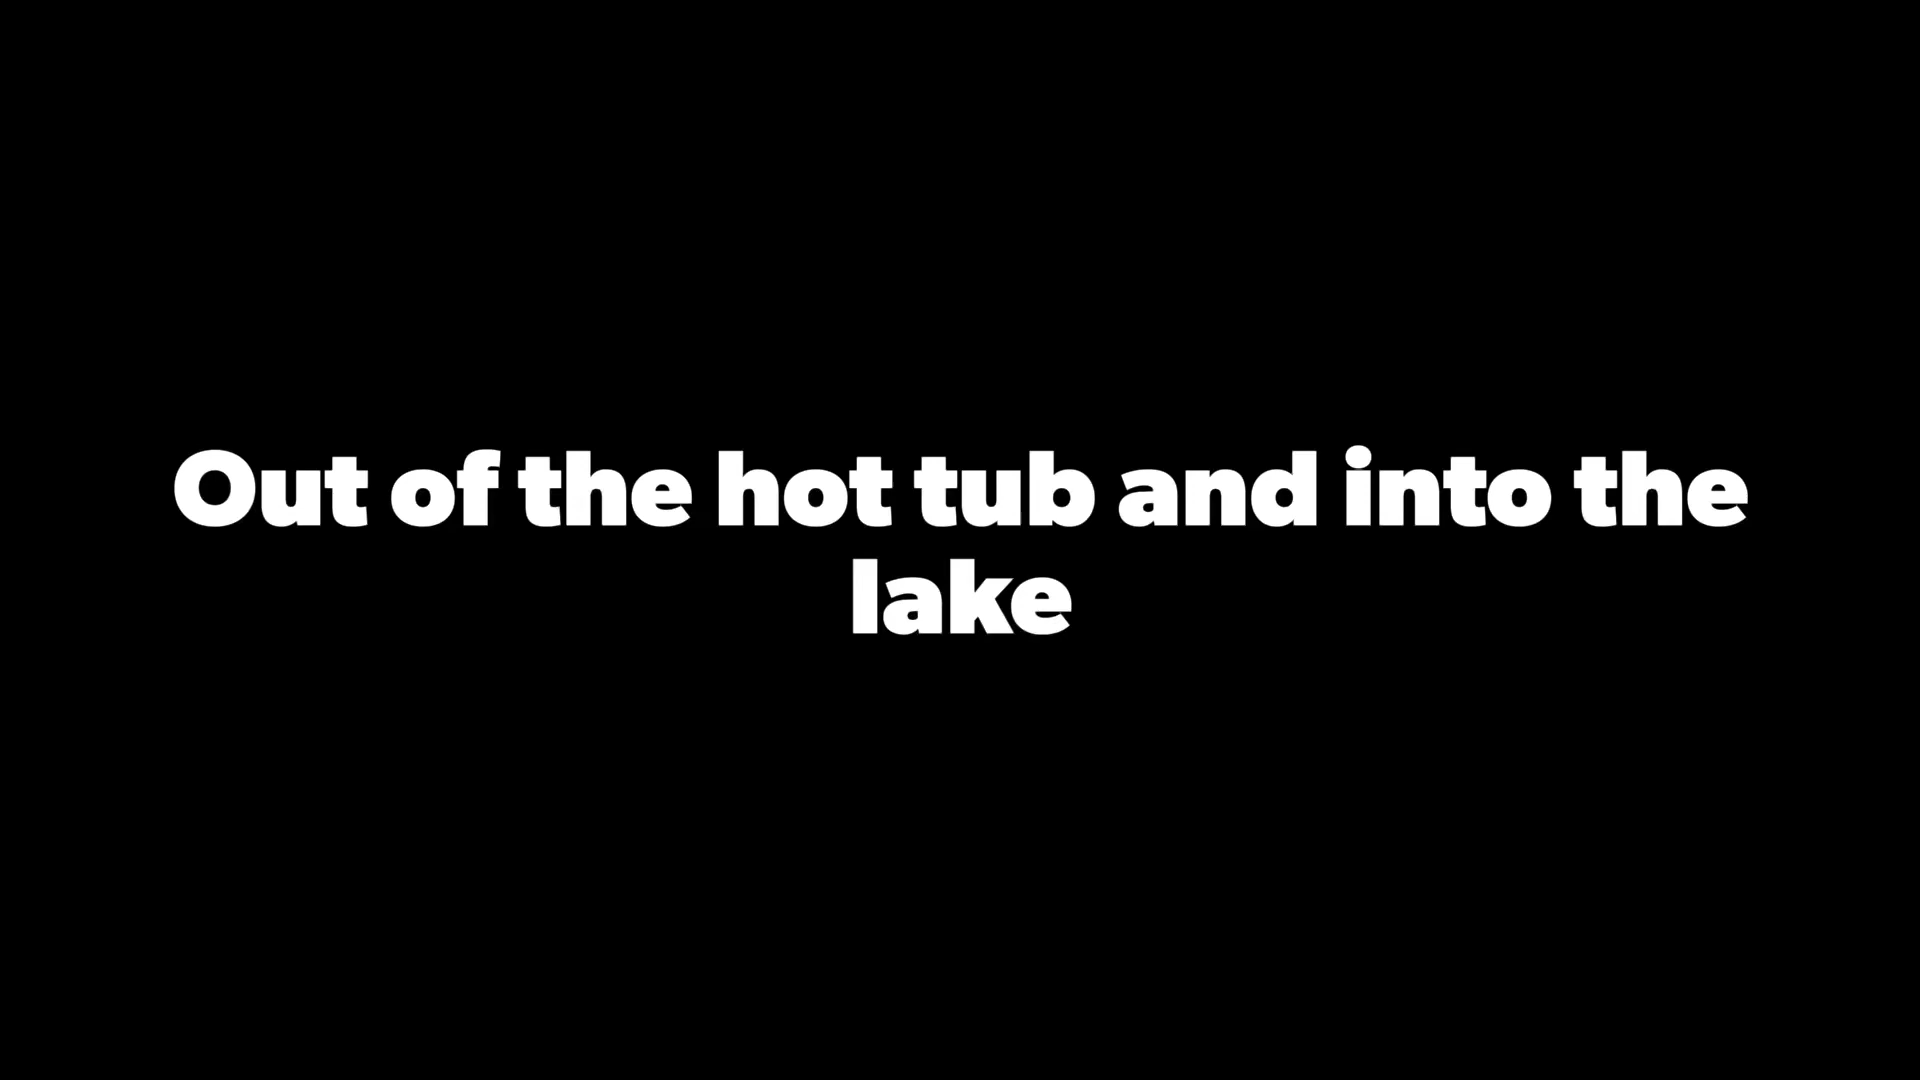 Out of the hot tub and into the
lake